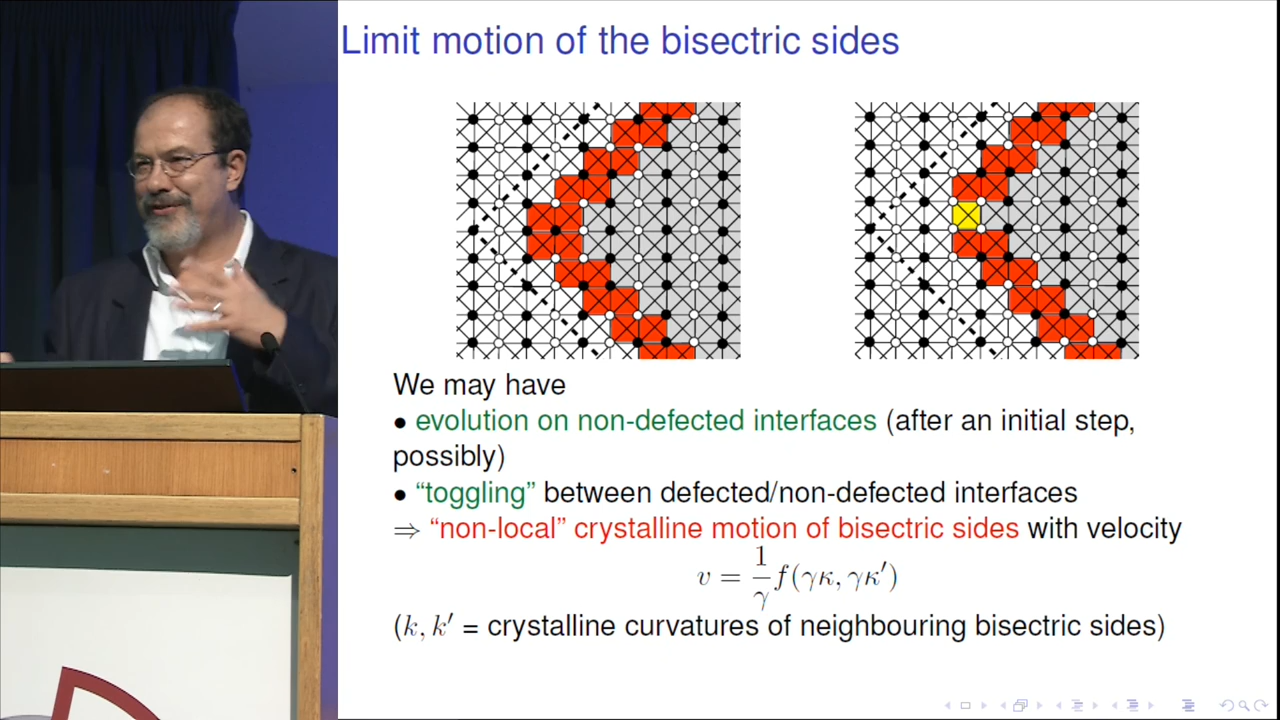 Limit motion of the bisectric sides
We may have
• evolution on non-defected interfaces (after an initial step,
possibly)
• “toggling” between defected/non-defected interfaces
⇒ “non-local” crystalline motion of bisectric sides with velocity
v = 1/γ f(γκ, γκ′)
(k, k′ = crystalline curvatures of neighbouring bisectric sides)